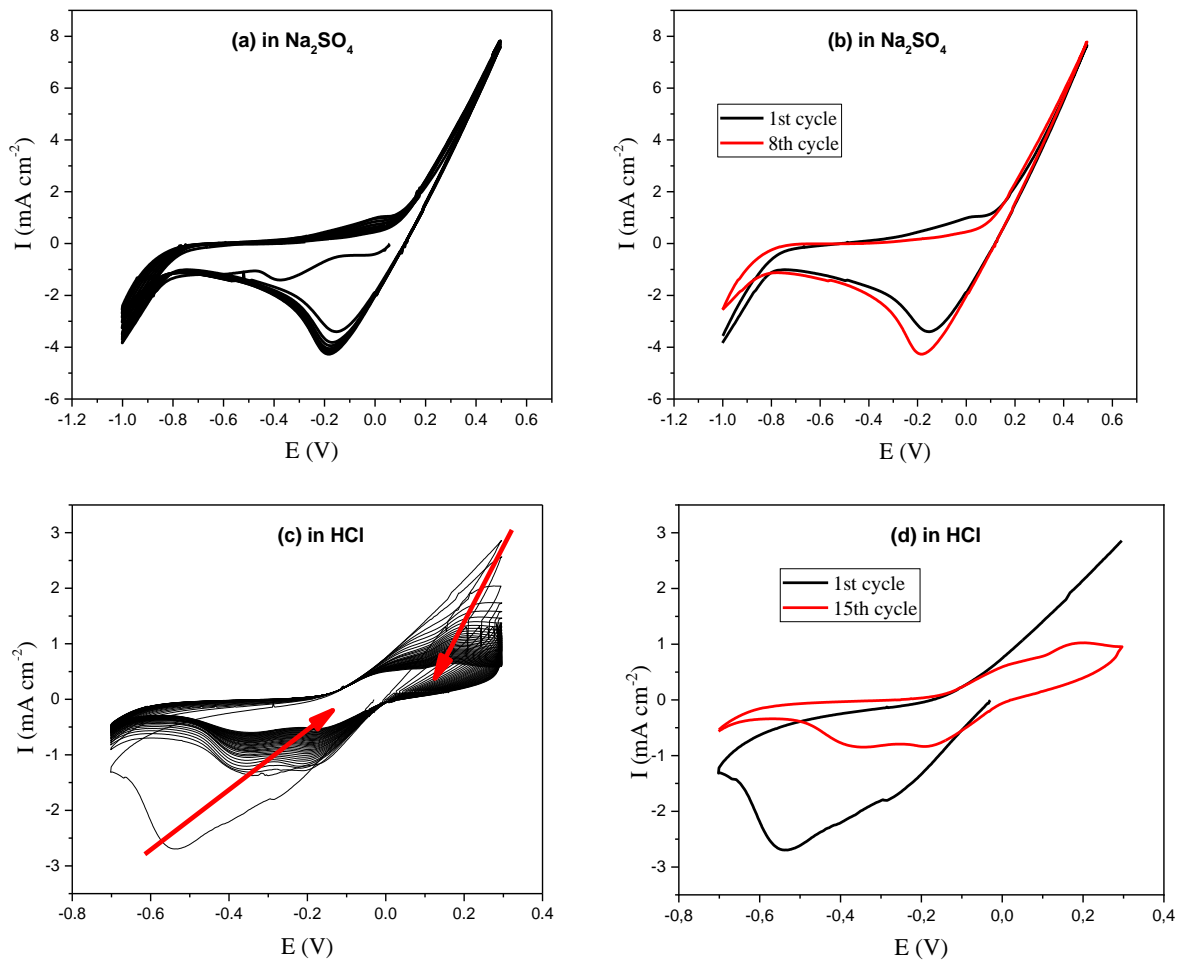 (a) in Na₂SO₄
8
6
4
2
0
-2
-4
-6
-1.2 -1.0 -0.8 -0.6 -0.4 -0.2 0.0 0.2 0.4 0.6
I (mA cm⁻²)
E (V)
(b) in Na₂SO₄
1st cycle
8th cycle
8
6
4
2
0
-2
-4
-6
-1.2 -1.0 -0.8 -0.6 -0.4 -0.2 0.0 0.2 0.4 0.6
I (mA cm⁻²)
E (V)
(c) in HCl
3
2
1
0
-1
-2
-3
-0.8 -0.6 -0.4 -0.2 0.0 0.2 0.4
I (mA cm⁻²)
E (V)
(d) in HCl
1st cycle
15th cycle
3
2
1
0
-1
-2
-3
-0,8 -0,6 -0,4 -0,2 0,0 0,2 0,4
I (mA cm⁻²)
E (V)